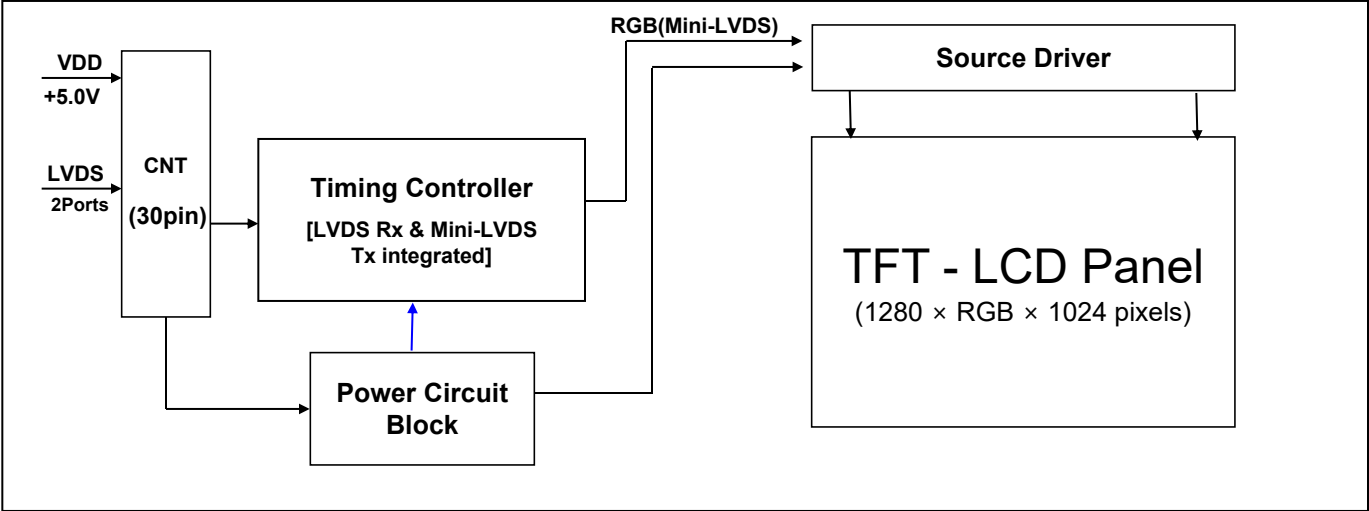 RGB(Mini-LVDS)
VDD
+5.0V
LVDS
2Ports
CNT
(30pin)
Timing Controller
[LVDS Rx & Mini-LVDS
Tx integrated]
Power Circuit
Block
Source Driver
TFT - LCD Panel
(1280 × RGB × 1024 pixels)